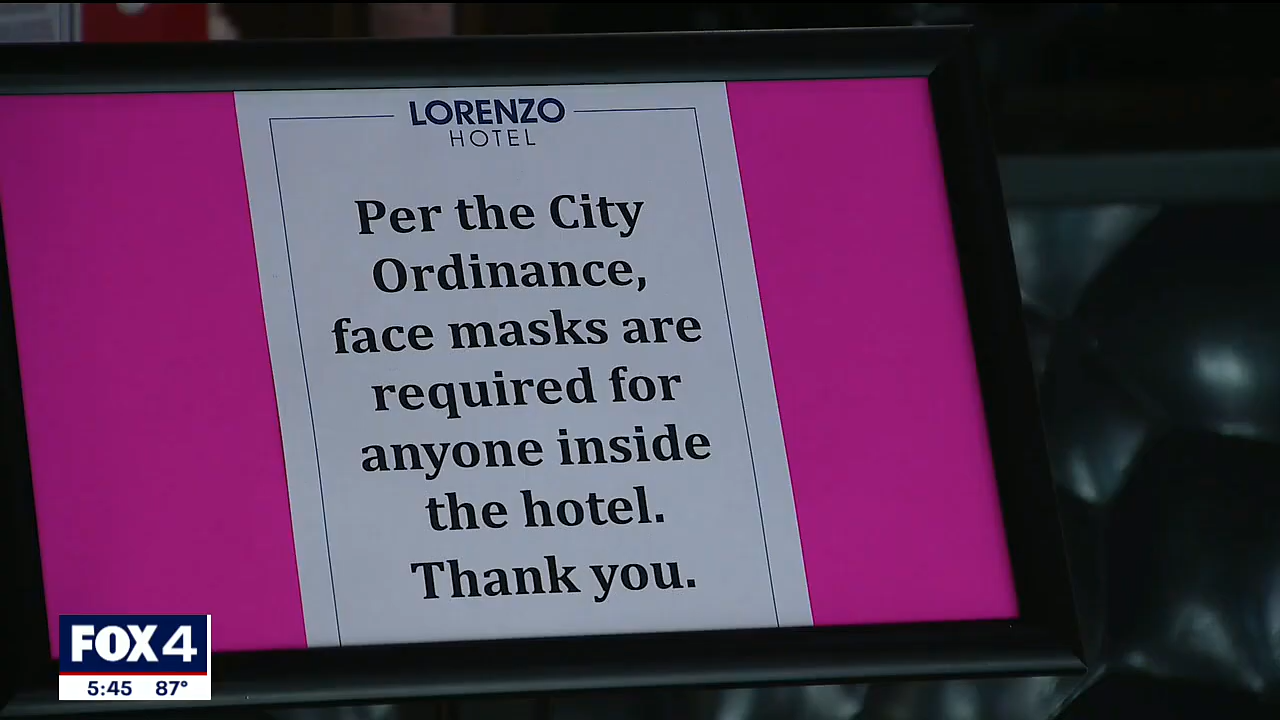 LORENZO
HOTEL
Per the City
Ordinance,
face masks are
required for
anyone inside
the hotel.
Thank you.
FOX 4
5:45 87°